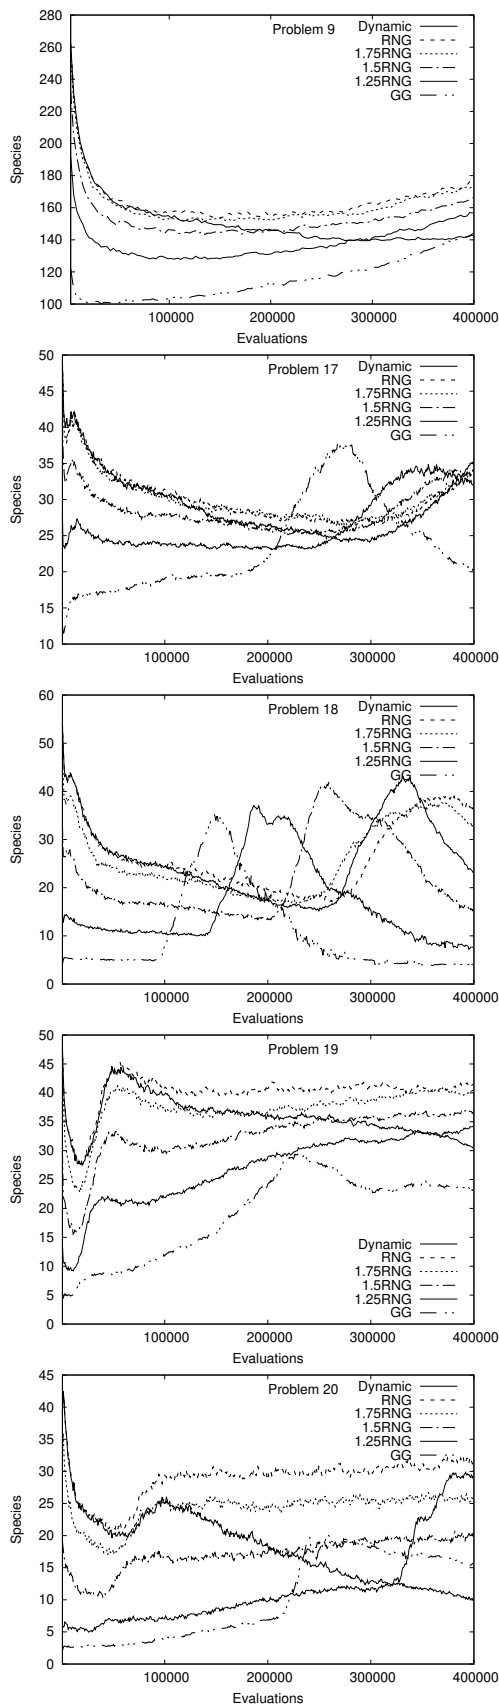 280
260
240
220
200
180
160
140
120
100
Species
Problem 9
Dynamic
RNG
1.75RNG
1.5RNG
1.25RNG
GG
100000 200000 300000 400000
Evaluations
50
45
40
35
30
25
20
15
10
Species
Problem 17
Dynamic
RNG
1.75RNG
1.5RNG
1.25RNG
GG
100000 200000 300000 400000
Evaluations
60
50
40
30
20
10
0
Species
Problem 18
Dynamic
RNG
1.75RNG
1.5RNG
1.25RNG
GG
100000 200000 300000 400000
Evaluations
50
45
40
35
30
25
20
15
10
5
0
Species
Problem 19
Dynamic
RNG
1.75RNG
1.5RNG
1.25RNG
GG
100000 200000 300000 400000
Evaluations
45
40
35
30
25
20
15
10
5
0
Species
Problem 20
Dynamic
RNG
1.75RNG
1.5RNG
1.25RNG
GG
100000 200000 300000 400000
Evaluations